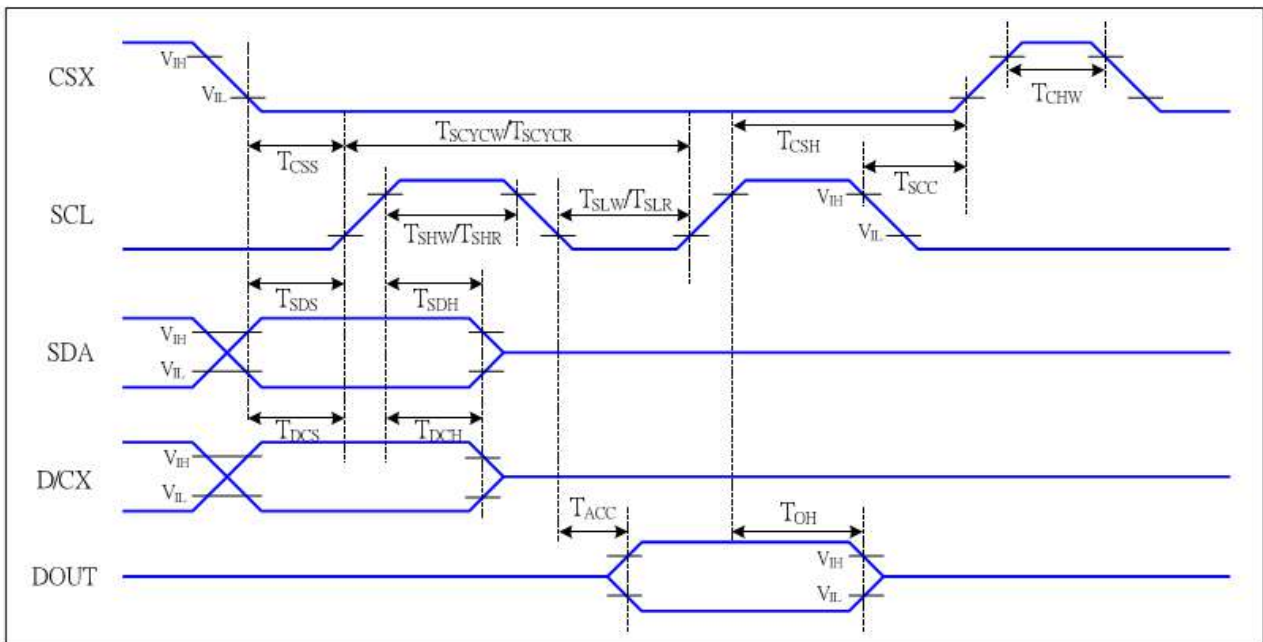 CSX
VIH
VIL
TCHW
TSCYCW/TSCYCR
TCSH
TCSS
TSCC
SCL
TSLW/TSLR
VIH
TSHW/TSHR
VIL
TSDS
TSDH
SDA
VIH
VIL
TDCS
TDCH
D/CX
VIH
VIL
TACC
TOH
DOUT
VIH
VIL